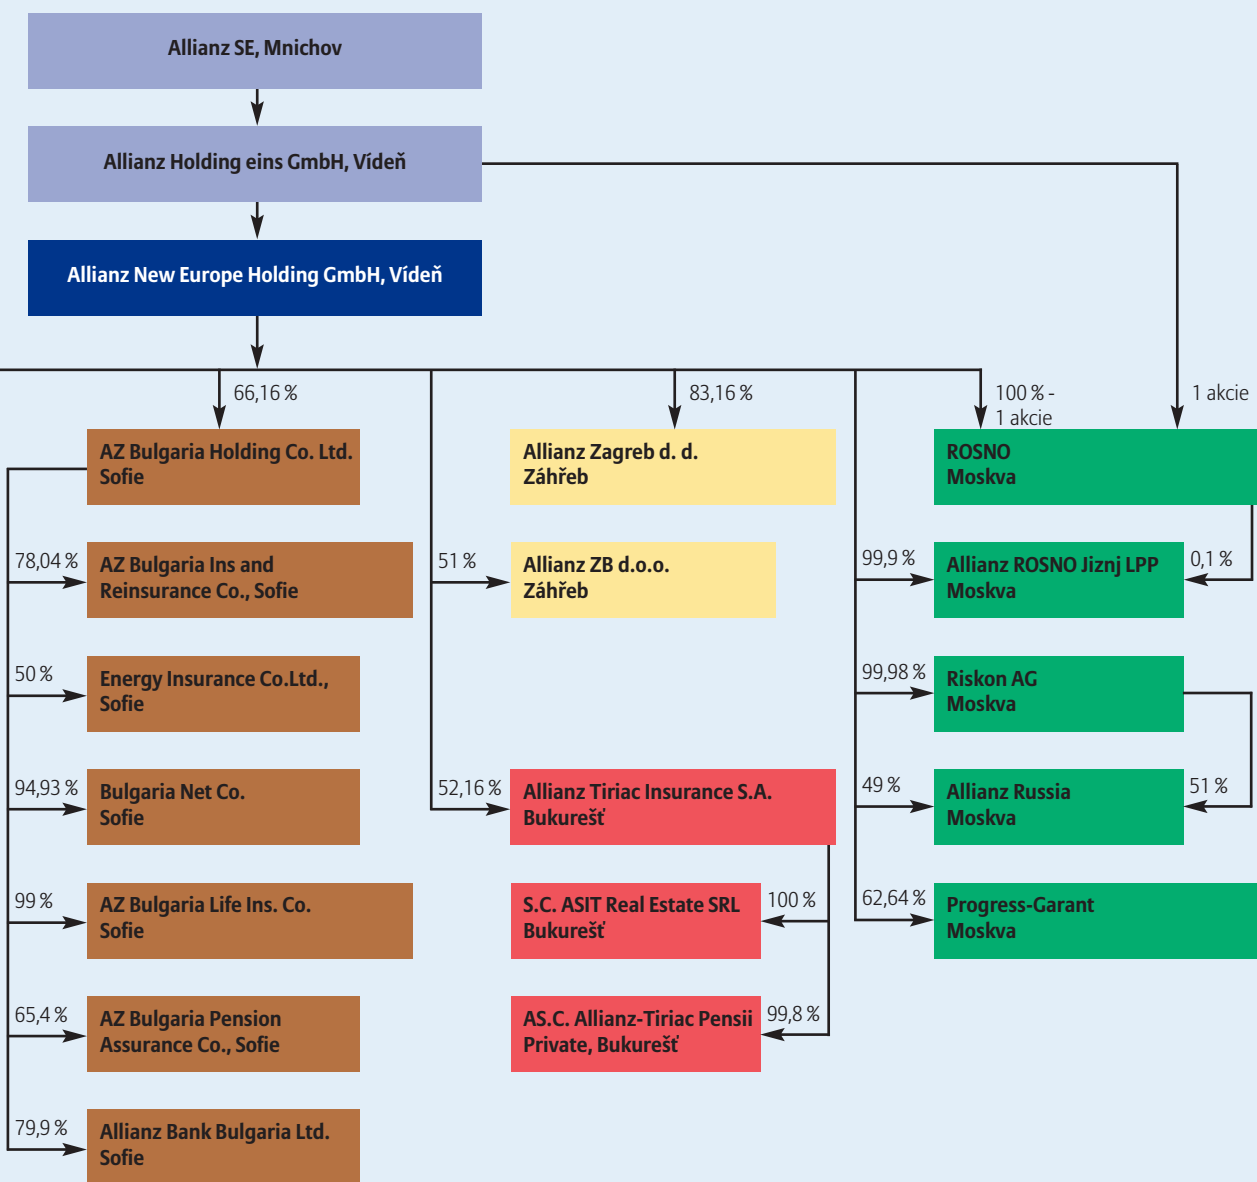 Allianz SE, Mnichov
Allianz Holding eins GmbH, Vídeň
Allianz New Europe Holding GmbH, Vídeň
66,16 %
83,16 %
100 % -
1 akcie
1 akcie
AZ Bulgaria Holding Co. Ltd.
Sofie
Allianz Zagreb d. d.
Záhřeb
ROSNO
Moskva
78,04 %
AZ Bulgaria Ins and
Reinsurance Co., Sofie
51 %
Allianz ZB d.o.o.
Záhřeb
99,9 %
Allianz ROSNO Jiznj LPP
Moskva
0,1 %
50 %
Energy Insurance Co.Ltd.,
Sofie
99,98 %
Riskon AG
Moskva
94,93 %
Bulgaria Net Co.
Sofie
52,16 %
Allianz Tiriac Insurance S.A.
Bukurešť
49 %
Allianz Russia
Moskva
51 %
99 %
AZ Bulgaria Life Ins. Co.
Sofie
S.C. ASIT Real Estate SRL
Bukurešť
100 %
62,64 %
Progress-Garant
Moskva
65,4 %
AZ Bulgaria Pension
Assurance Co., Sofie
AS.C. Allianz-Tiriac Pensii
Private, Bukurešť
99,8 %
79,9 %
Allianz Bank Bulgaria Ltd.
Sofie